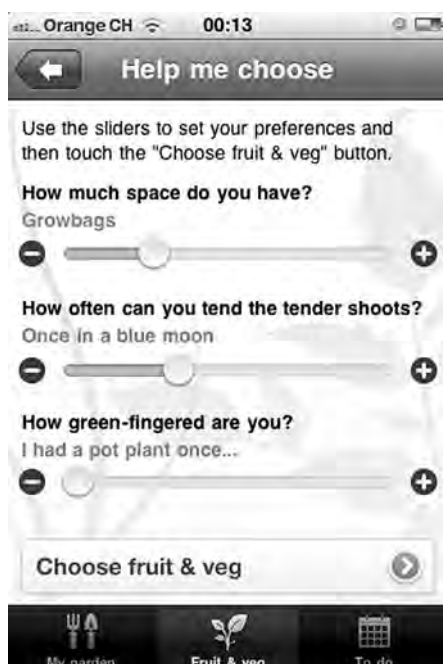 Orange CH 00:13
Help me choose
Use the sliders to set your preferences and
then touch the "Choose fruit & veg" button.
How much space do you have?
Growbags
How often can you tend the tender shoots?
Once in a blue moon
How green-fingered are you?
I had a pot plant once...
Choose fruit & veg
My garden Fruit & veg To do